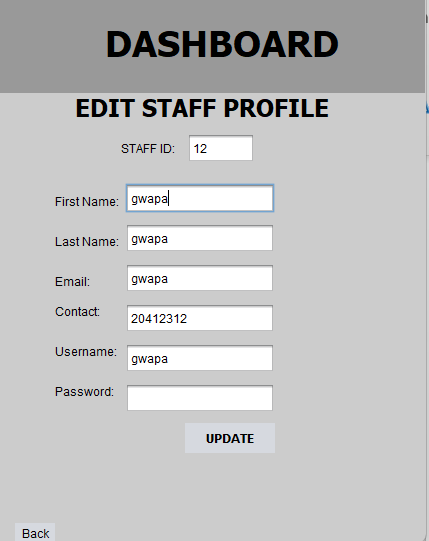 DASHBOARD
EDIT STAFF PROFILE
STAFF ID: 12
First Name: gwapa
Last Name: gwapa
Email: gwapa
Contact: 20412312
Username: gwapa
Password:
UPDATE
Back